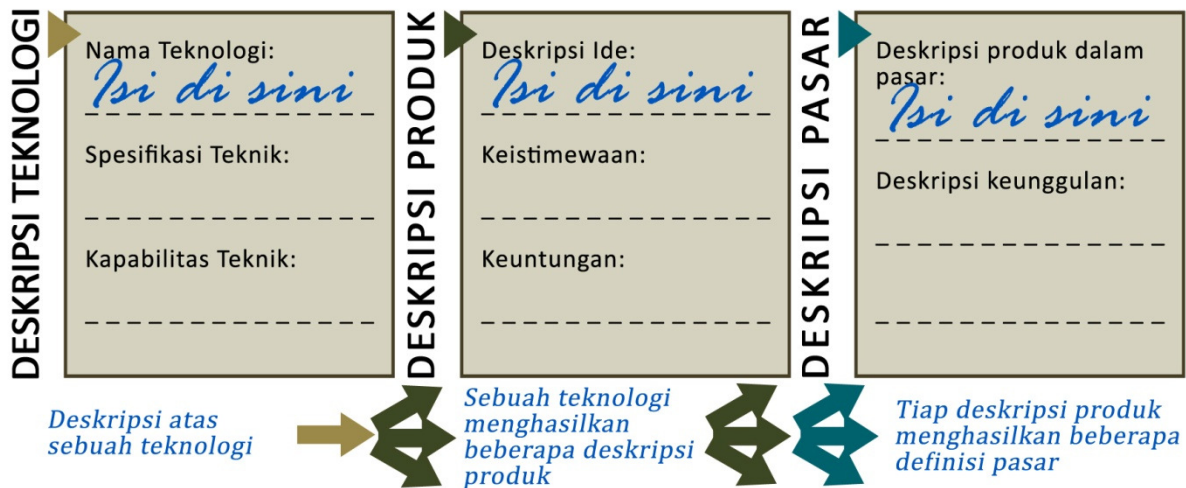 DESKRIPSI TEKNOLOGI
Nama Teknologi:
Isi di sini
Spesifikasi Teknik:
Kapabilitas Teknik:
DESKRIPSI PRODUK
Deskripsi Ide:
Isi di sini
Keistimewaan:
Keuntungan:
DESKRIPSI PASAR
Deskripsi produk dalam
pasar:
Isi di sini
Deskripsi keunggulan:
Deskripsi atas
sebuah teknologi
Sebuah teknologi
menghasilkan
beberapa deskripsi
produk
Tiap deskripsi produk
menghasilkan beberapa
definisi pasar